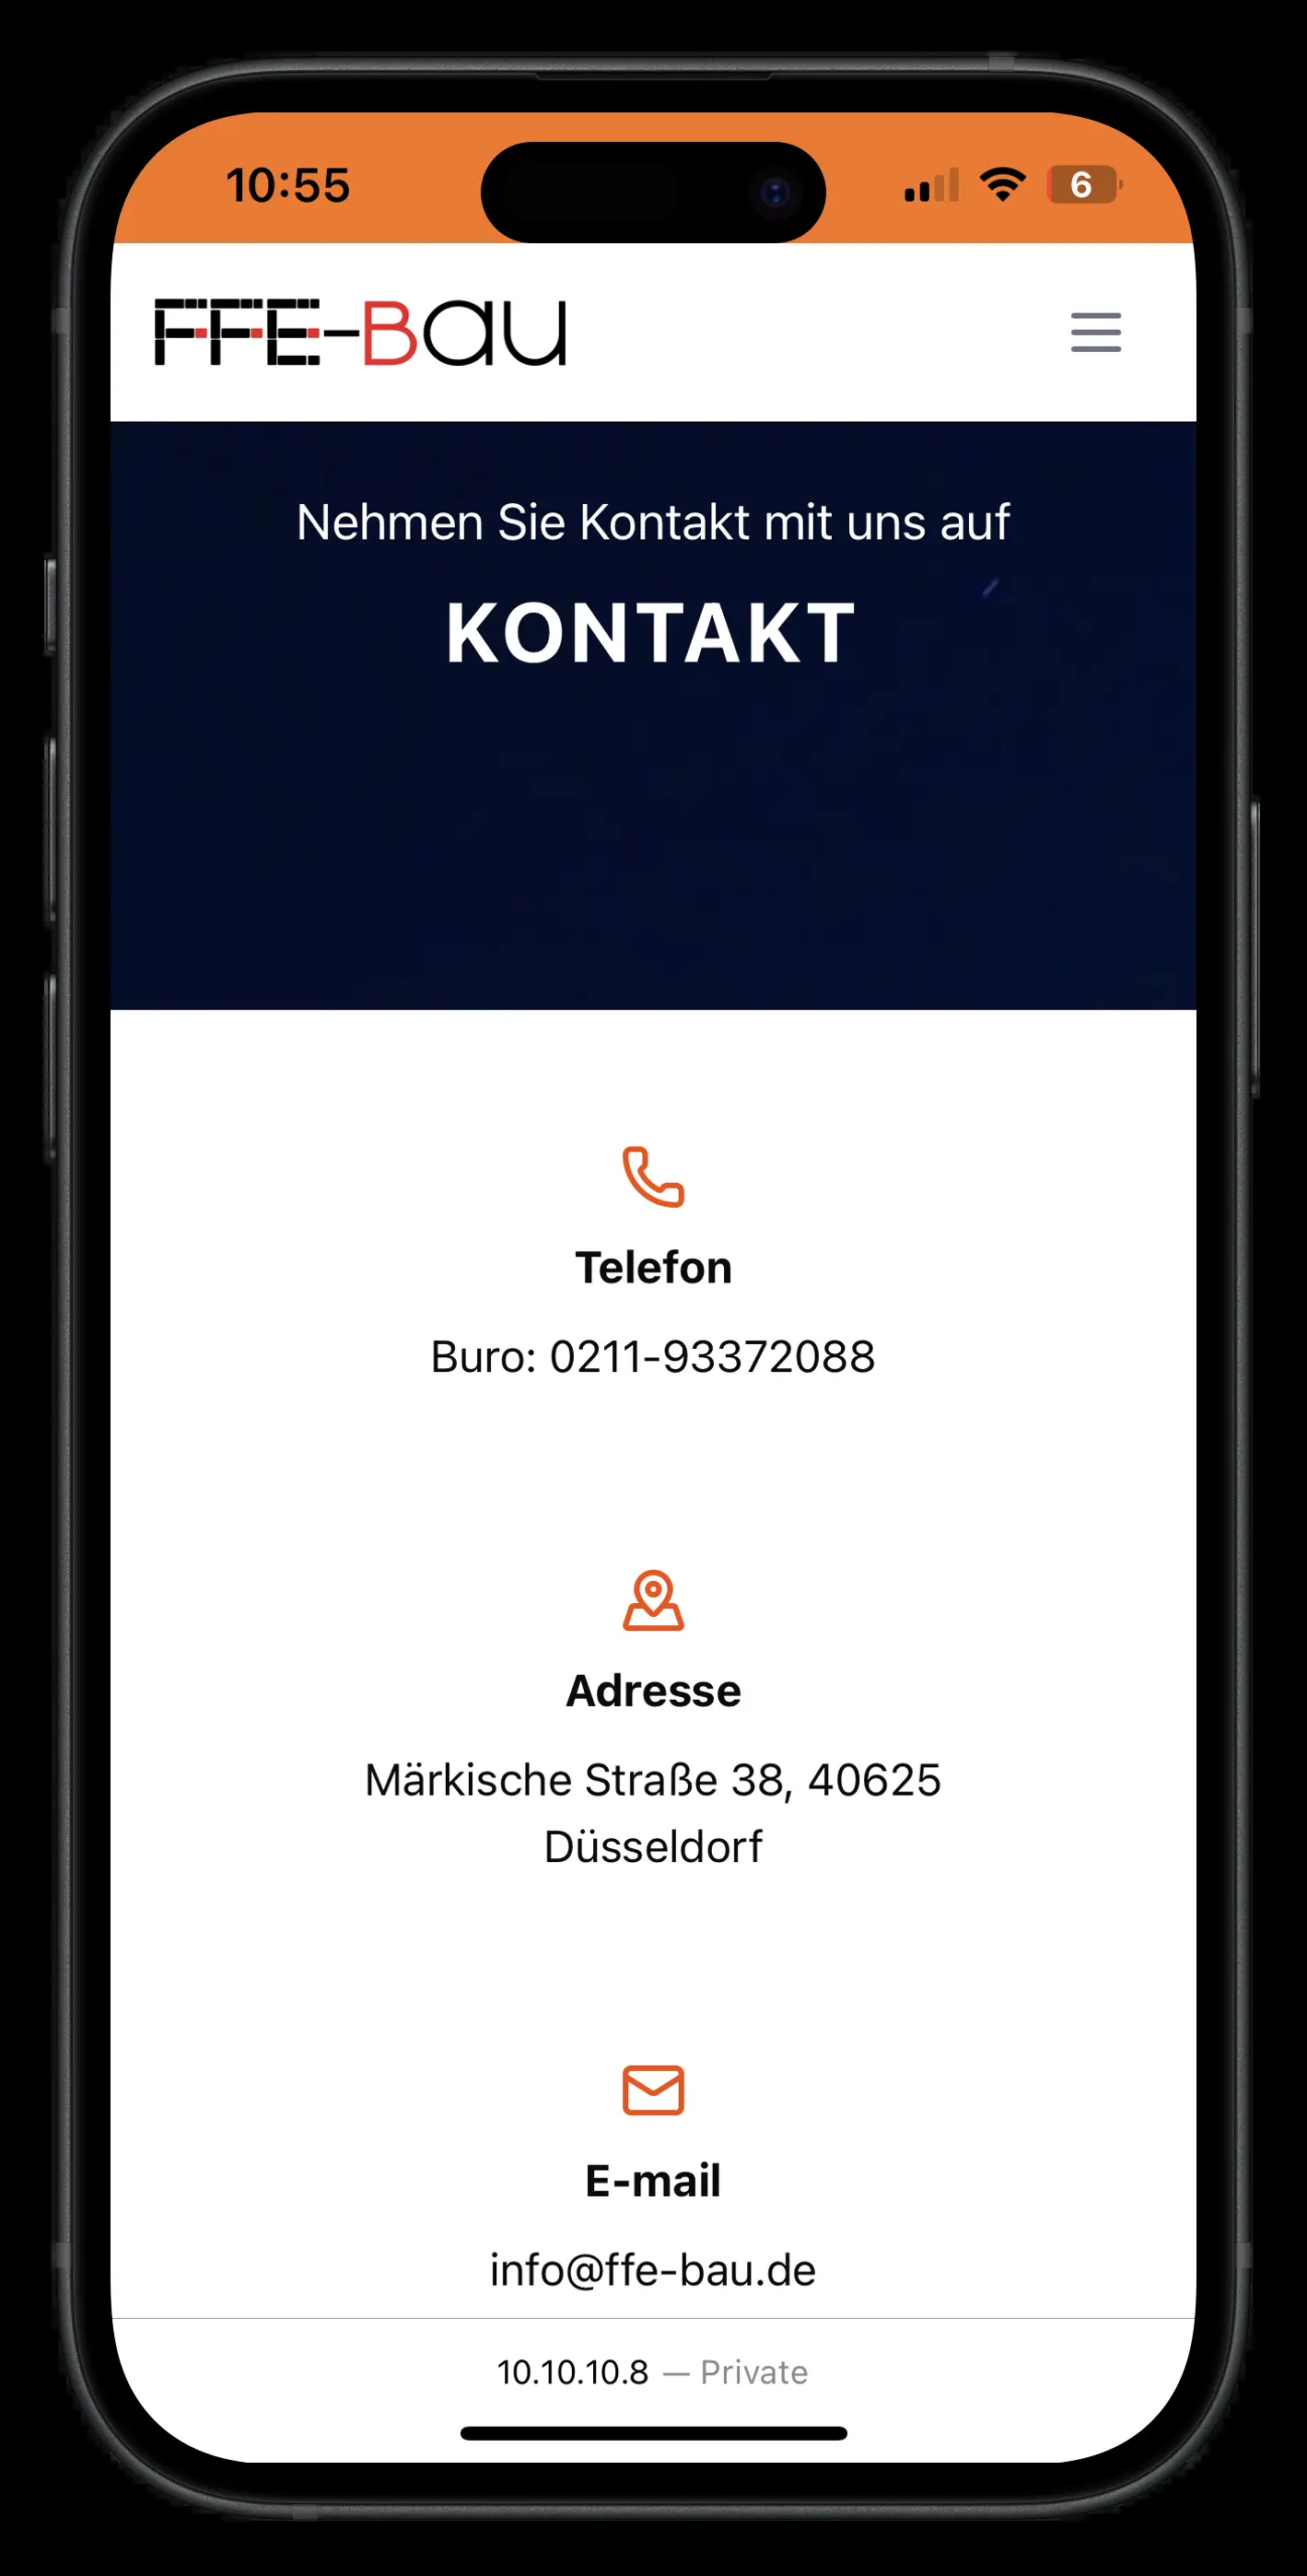 10:55
6
FFE-Bau
Nehmen Sie Kontakt mit uns auf
KONTAKT
Telefon
Buro: 0211-93372088
Adresse
Märkische Straße 38, 40625
Düsseldorf
E-mail
info@ffe-bau.de
10.10.10.8 — Private